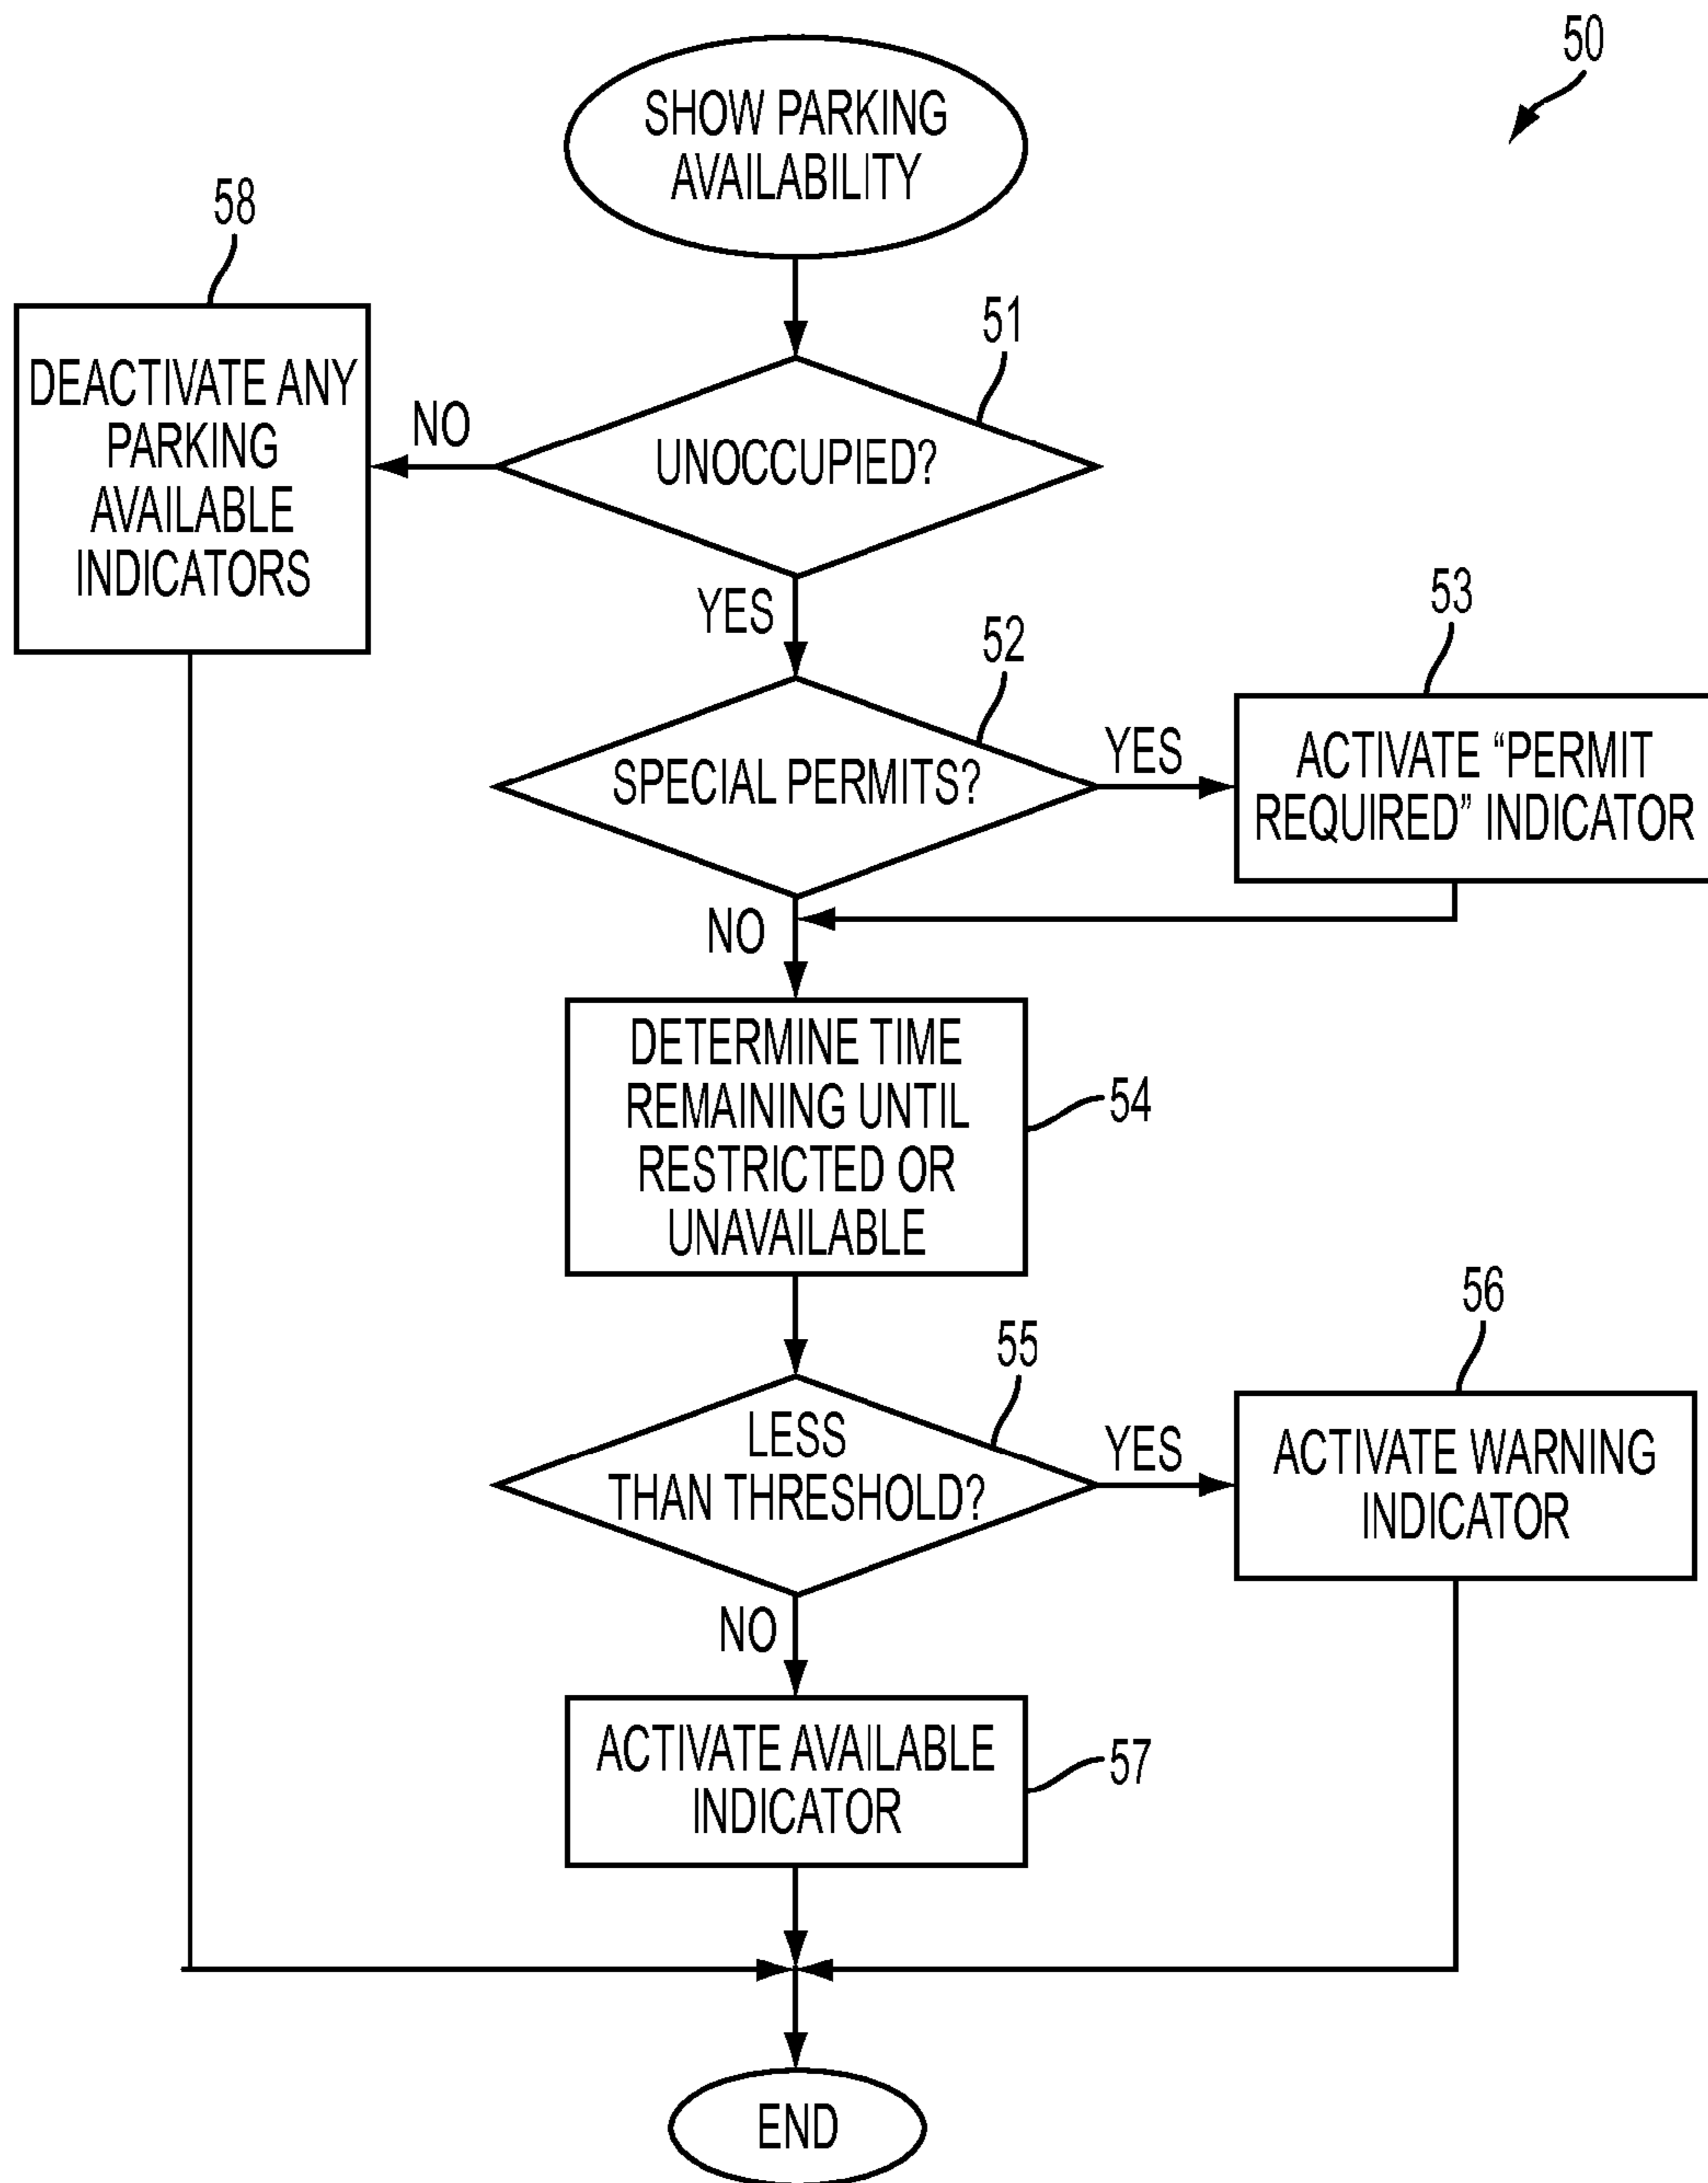 50
SHOW PARKING
AVAILABILITY
58
51
DEACTIVATE ANY
PARKING
AVAILABLE
INDICATORS
NO
UNOCCUPIED?
YES
52
53
SPECIAL PERMITS?
YES
ACTIVATE “PERMIT
REQUIRED” INDICATOR
NO
DETERMINE TIME
REMAINING UNTIL
RESTRICTED OR
UNAVAILABLE
54
55
56
LESS
THAN THRESHOLD?
YES
ACTIVATE WARNING
INDICATOR
NO
ACTIVATE AVAILABLE
INDICATOR
57
END